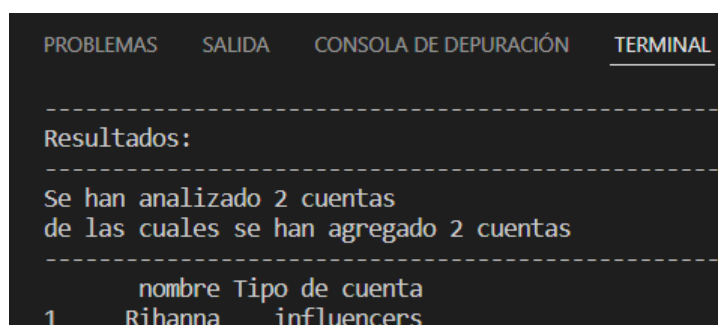 PROBLEMAS SALIDA CONSOLA DE DEPURACIÓN TERMINAL
--------------------------------------------------
Resultados:
--------------------------------------------------
Se han analizado 2 cuentas
de las cuales se han agregado 2 cuentas
--------------------------------------------------
nombre Tipo de cuenta
1 Rihanna influencers